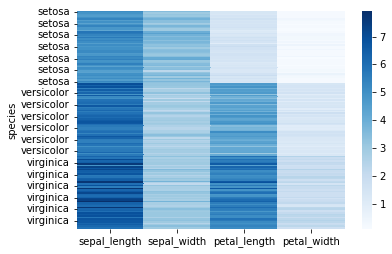 setosa
setosa
setosa
setosa
setosa
setosa
setosa
versicolor
versicolor
versicolor
versicolor
versicolor
versicolor
virginica
virginica
virginica
virginica
virginica
virginica
species
sepal_length sepal_width petal_length petal_width
7
6
5
4
3
2
1